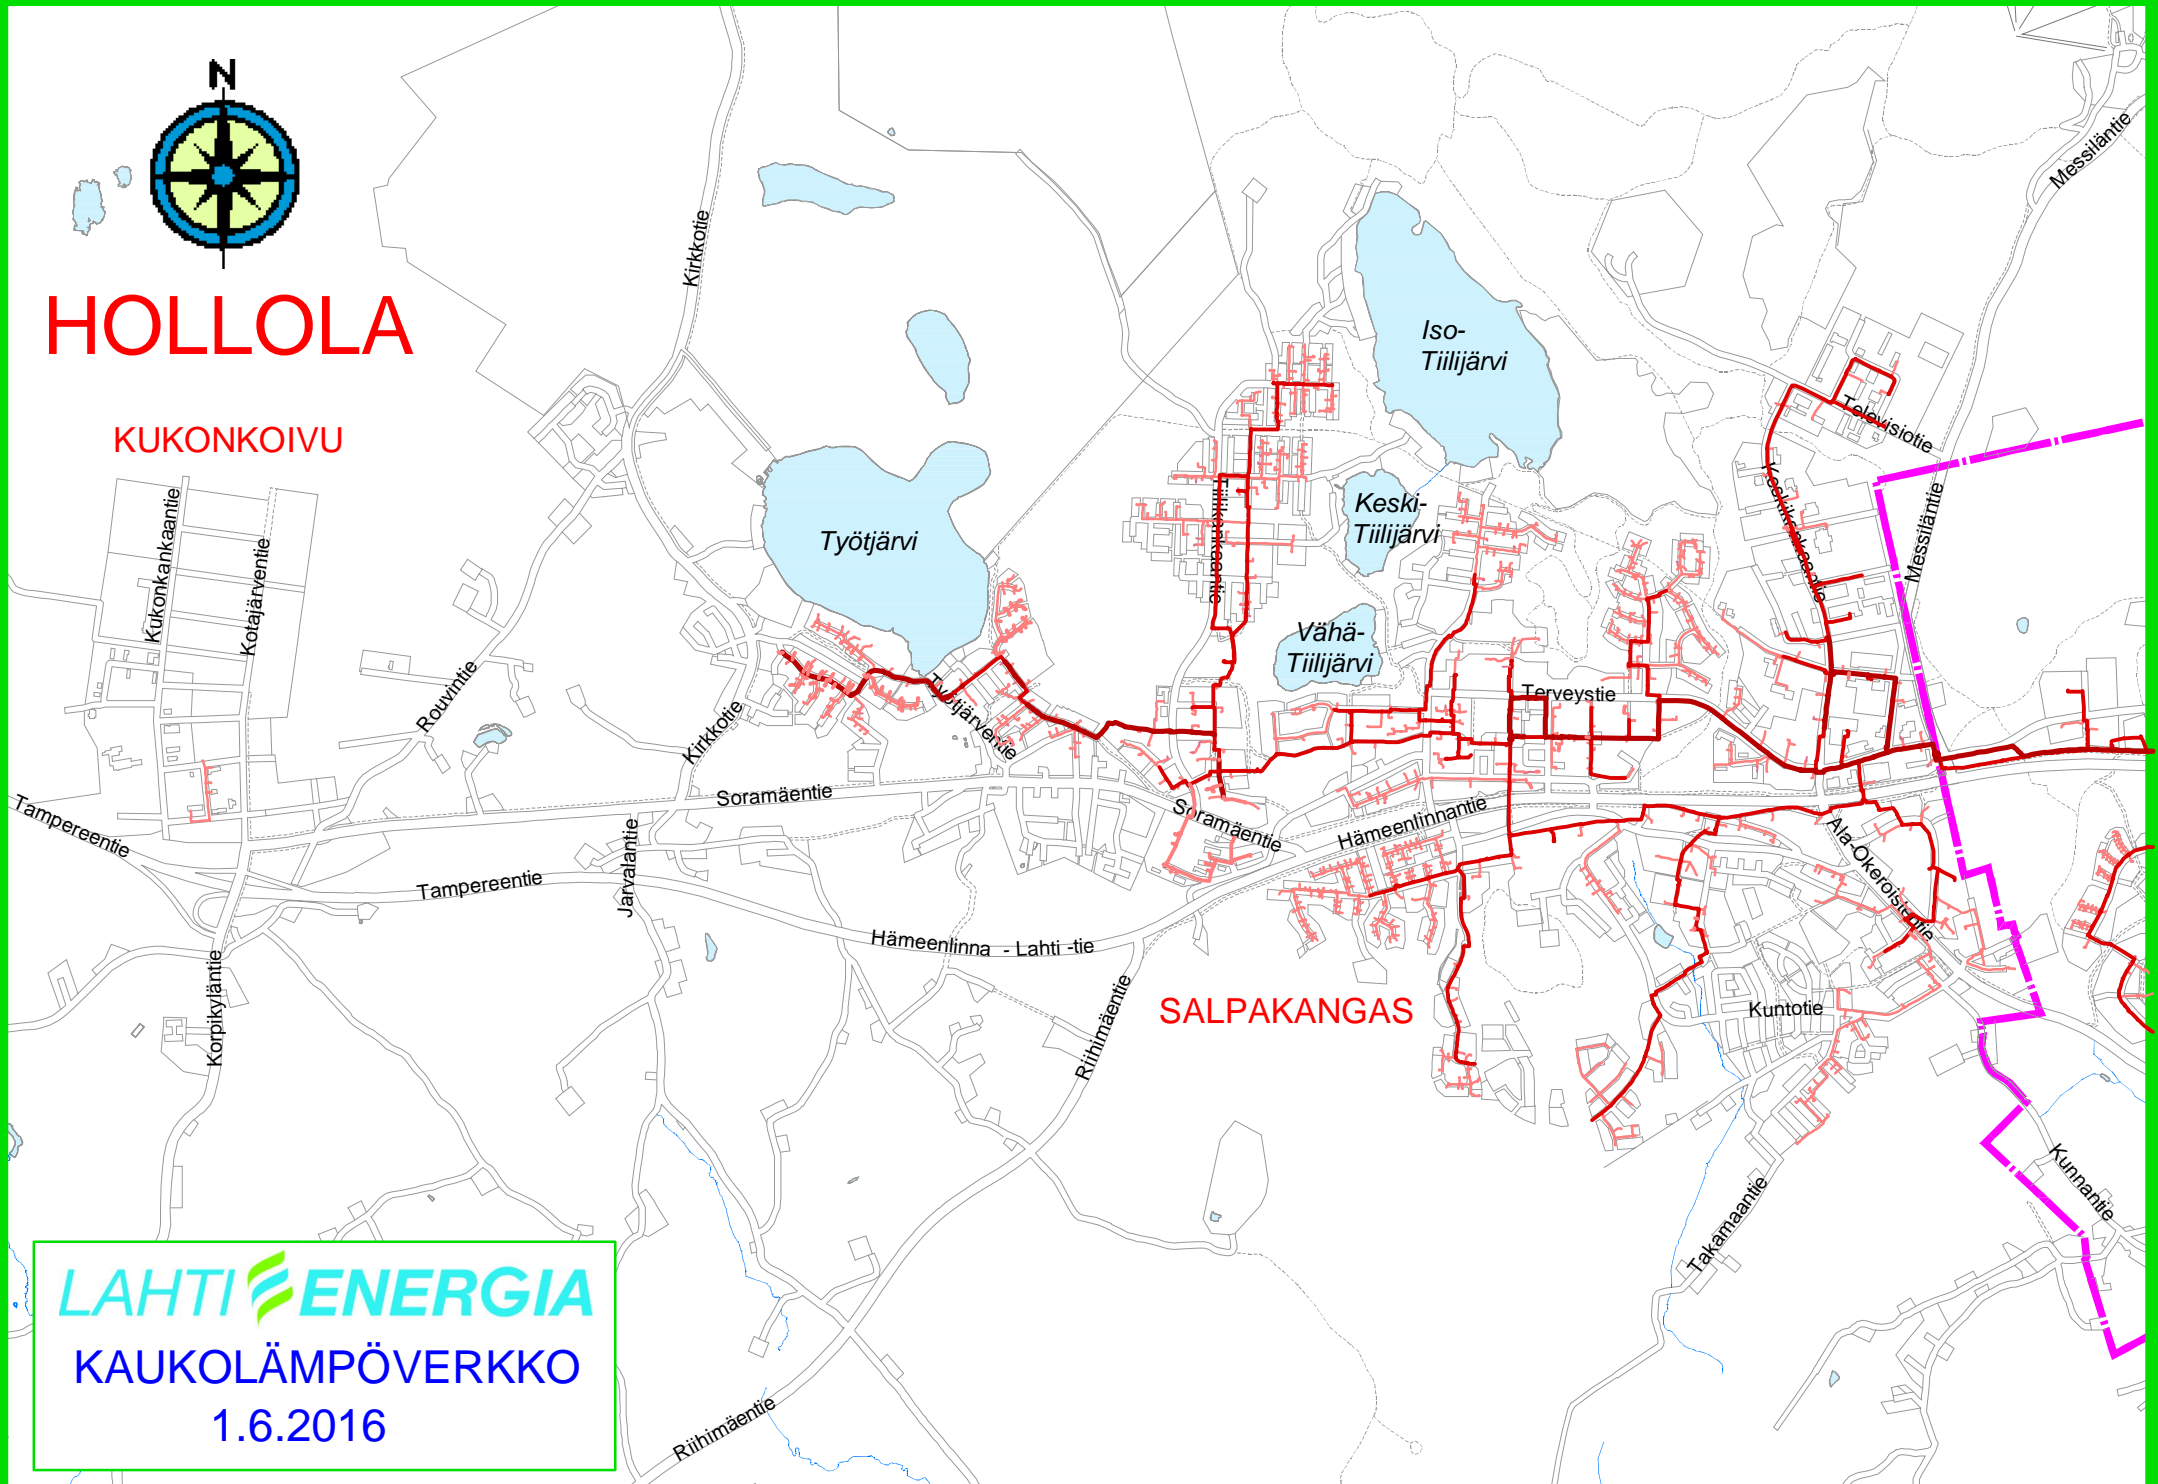 N
HOLLOLA
KUKONKOIVU
Kukonkankaantie
Kotajärventie
Kirkkotie
Messiläntie
Iso-
Tiilijärvi
Keski-
Tiilijärvi
Vähä-
Tiilijärvi
Työtjärvi
Tiilikankaantie
Televisiotie
Keskikankaantie
Messiläntie
Rouvintie
Kirkkotie
Työtjärventie
Terveystie
Soramäentie
Soramäentie
Hämeenlinnantie
Ala-Okeroistentie
Tampereentie
Tampereentie
Jarvalantie
Hämeenlinna - Lahti -tie
Korpikyläntie
Riihimäentie
SALPAKANGAS
Kuntotie
Takamaantie
Kunnantie
Riihimäentie
LAHTI ENERGIA
KAUKOLÄMPÖVERKKO
1.6.2016